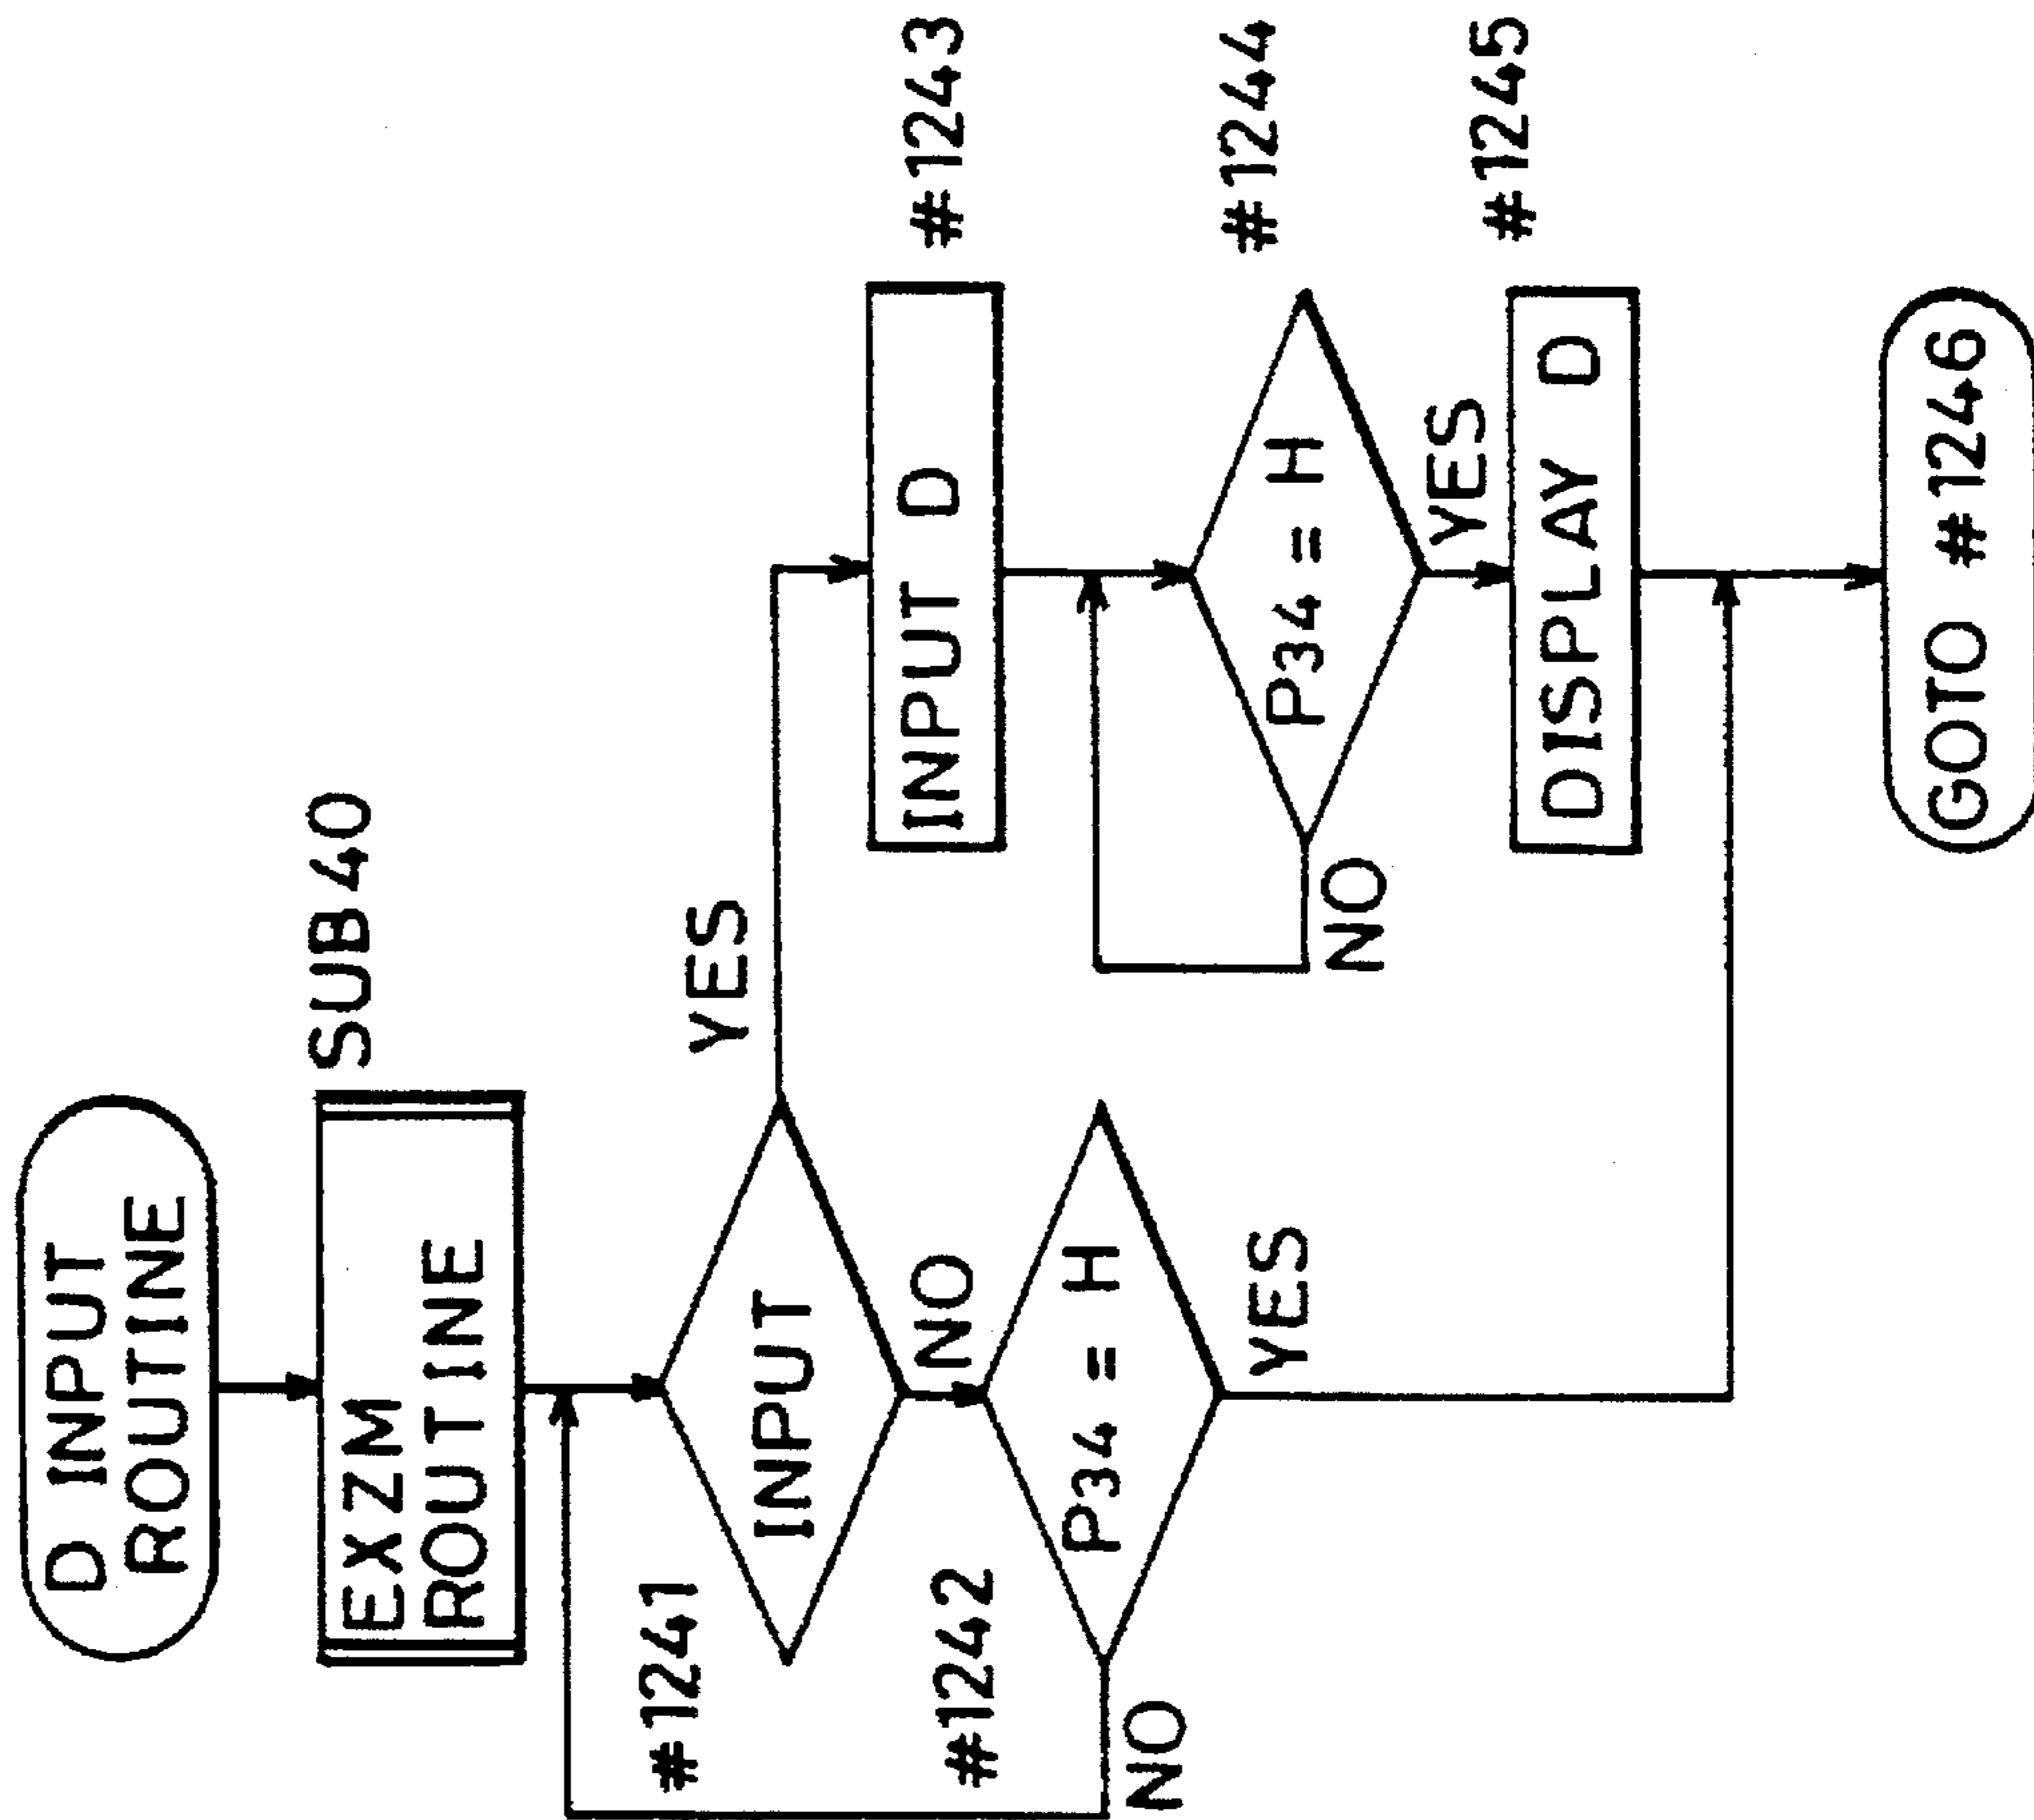 D INPUT
ROUTINE
SUB40
EXZM
ROUTINE
#1241
INPUT
YES
NO
#1242
P34 = H
NO
YES
INPUT D
#1243
P34 = H
#1244
NO
YES
DISPLAY D
#1245
GOTO #1246